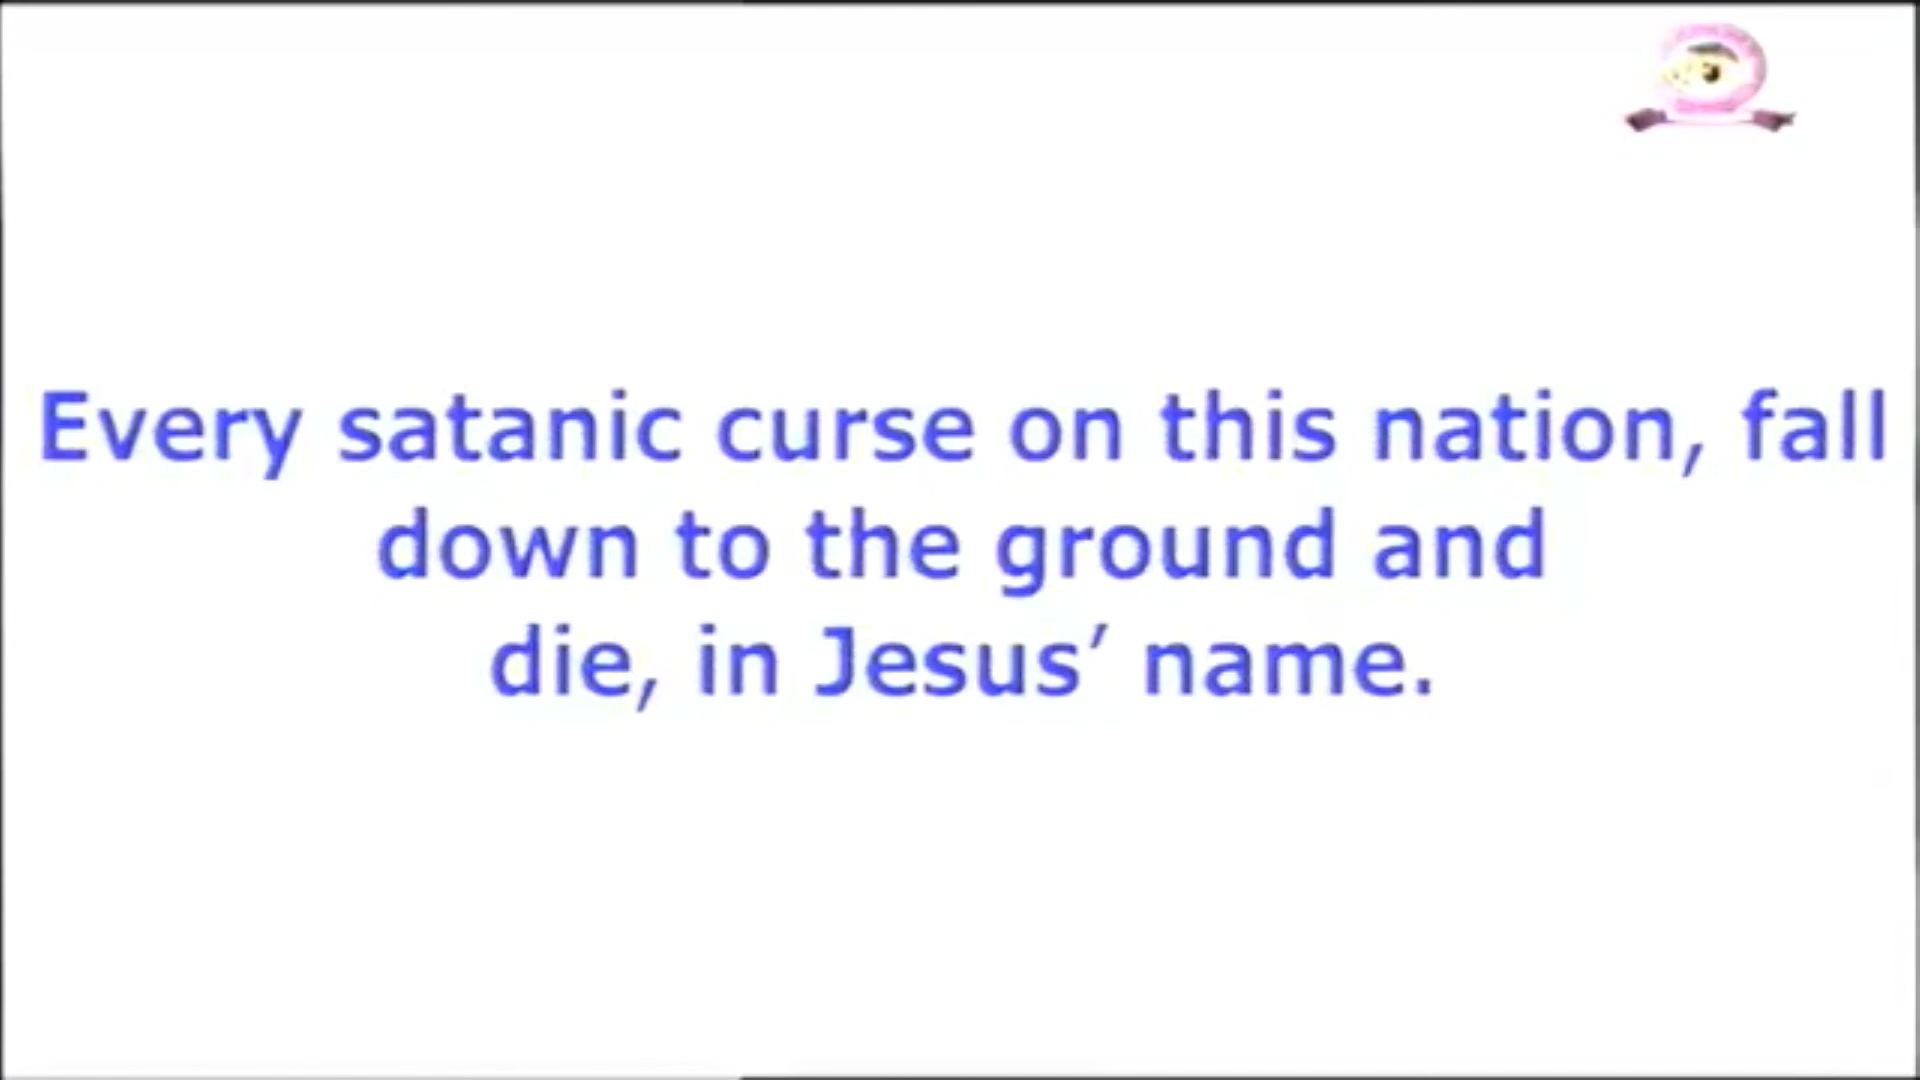 Every satanic curse on this nation, fall
down to the ground and
die, in Jesus’ name.